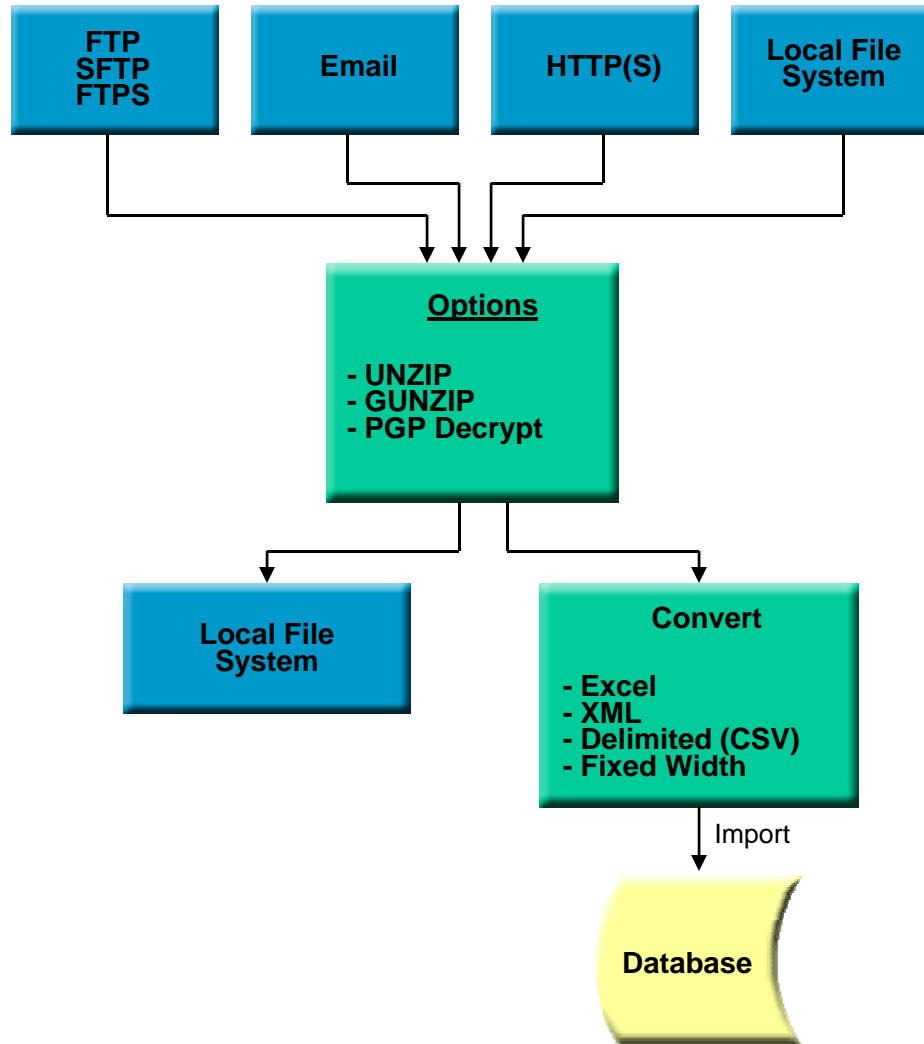 FTP
SFTP
FTPS
Email
HTTP(S)
Local File
System
Options
- UNZIP
- GUNZIP
- PGP Decrypt
Local File
System
Convert
- Excel
- XML
- Delimited (CSV)
- Fixed Width
Import
Database